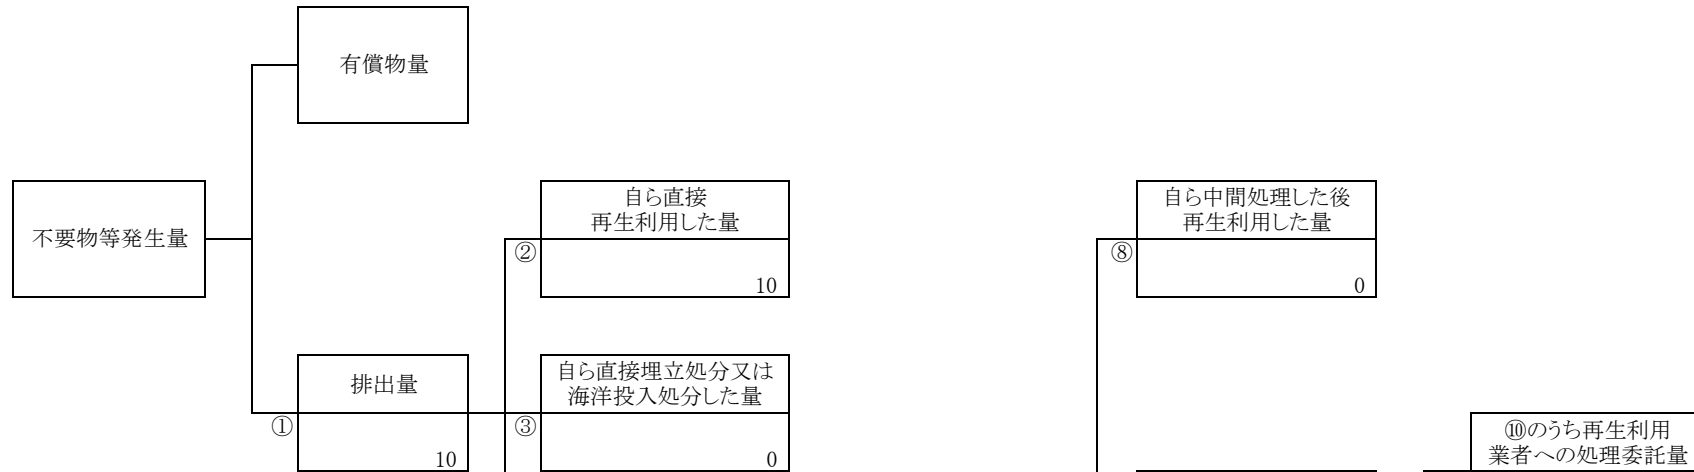 有償物量
不要物等発生量
自ら直接
再生利用した量
②
10
自ら中間処理した後
再生利用した量
⑧
0
排出量
①
10
自ら直接埋立処分又は
海洋投入処分した量
③
0
⑩のうち再生利用
業者への処理委託量